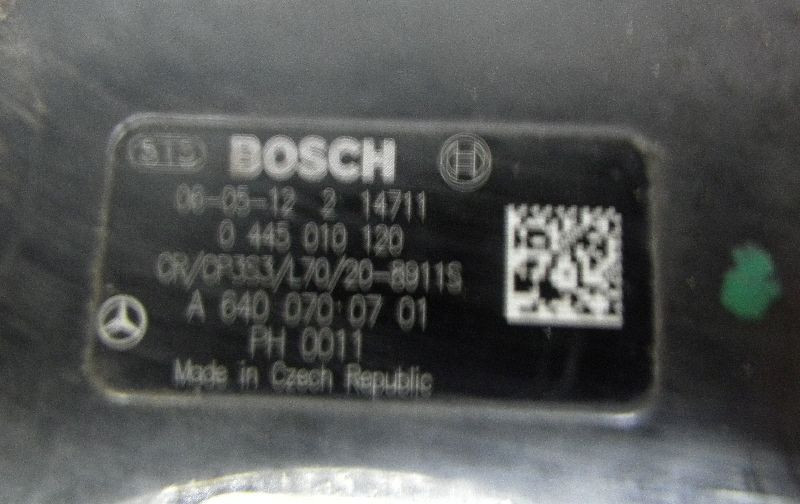 STS BOSCH
06-05-12 2 14711
0 445 010 120
CR/CP3S3/L70/20-8911S
A 640 070 07 01
PH 0011
Made in Czech Republic